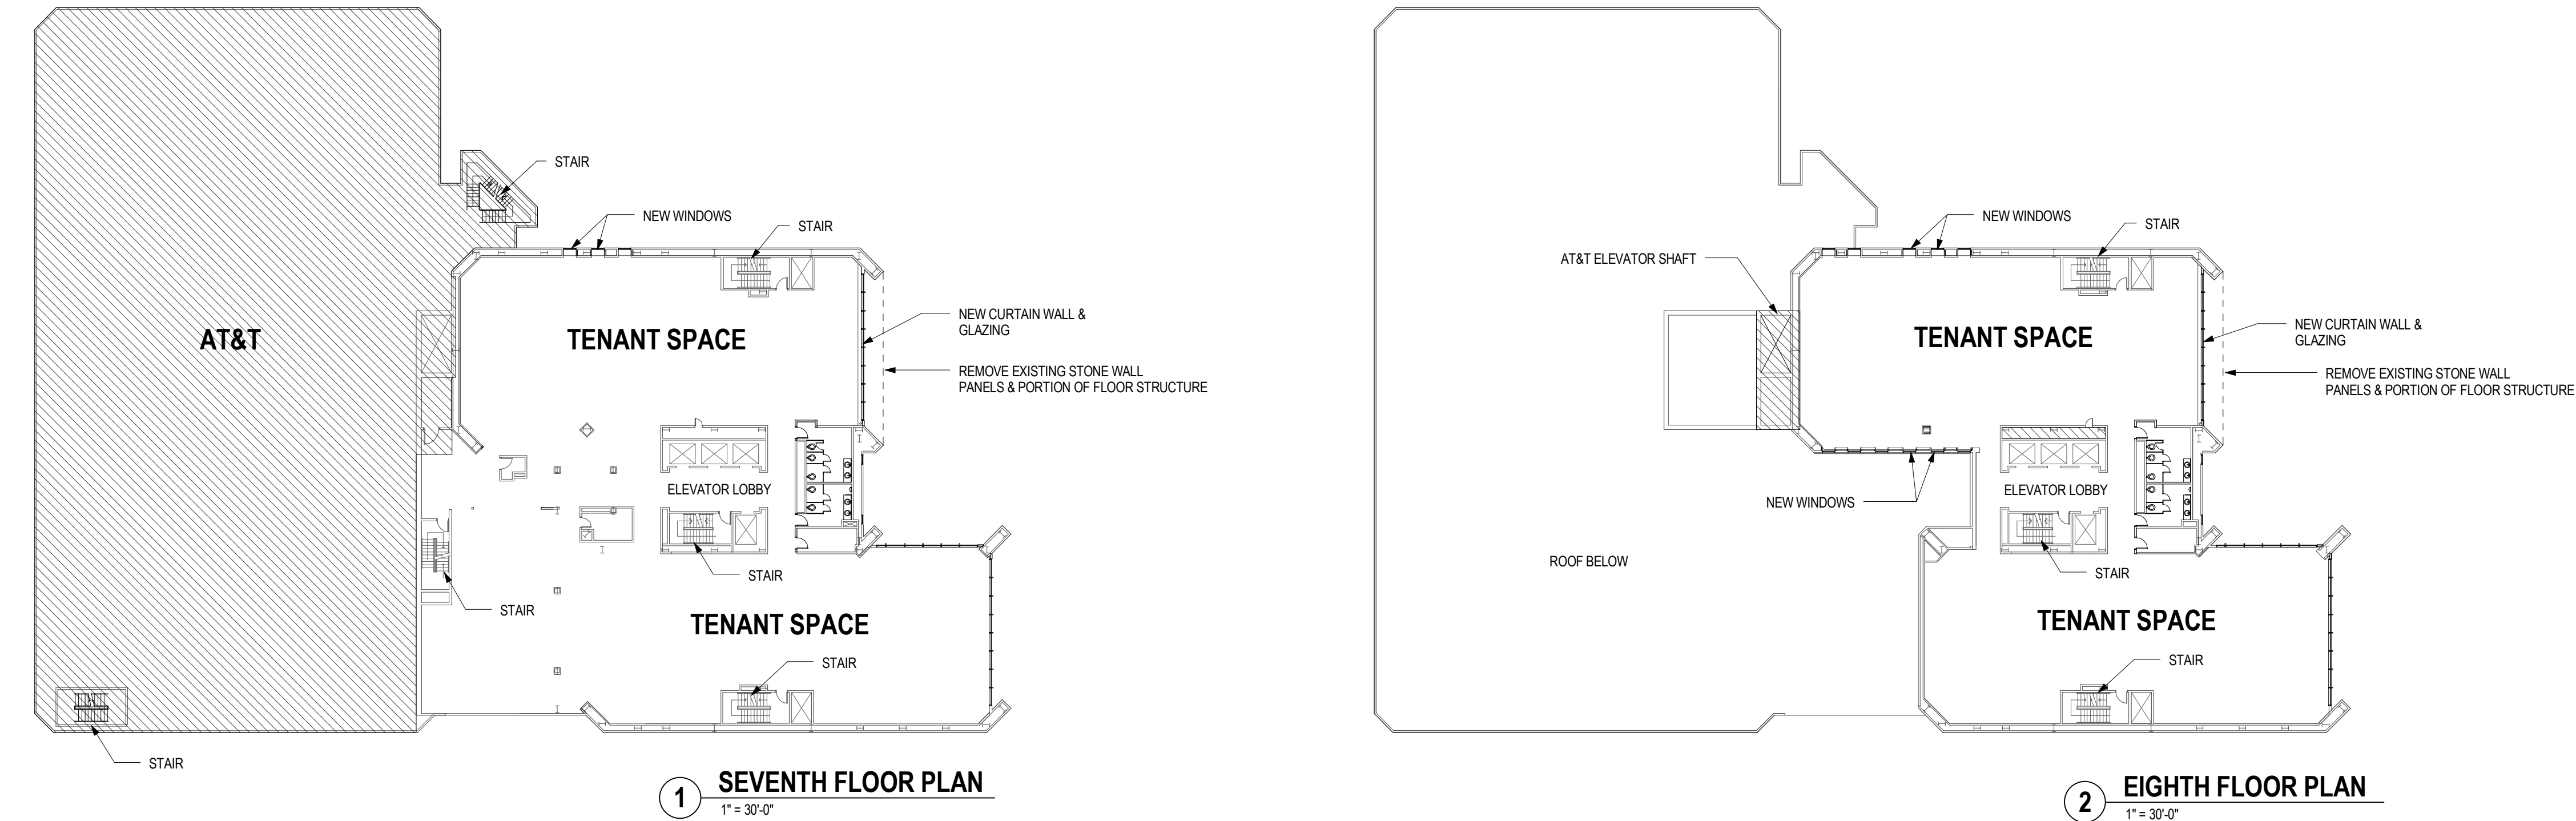 STAIR
NEW WINDOWS
STAIR
AT&T
TENANT SPACE
NEW CURTAIN WALL &
GLAZING
REMOVE EXISTING STONE WALL
PANELS & PORTION OF FLOOR STRUCTURE
ELEVATOR LOBBY
STAIR
STAIR
TENANT SPACE
STAIR
STAIR
1
SEVENTH FLOOR PLAN
1" = 30'-0"
NEW WINDOWS
STAIR
AT&T ELEVATOR SHAFT
TENANT SPACE
NEW CURTAIN WALL &
GLAZING
REMOVE EXISTING STONE WALL
PANELS & PORTION OF FLOOR STRUCTURE
NEW WINDOWS
ELEVATOR LOBBY
ROOF BELOW
STAIR
TENANT SPACE
STAIR
2
EIGHTH FLOOR PLAN
1" = 30'-0"